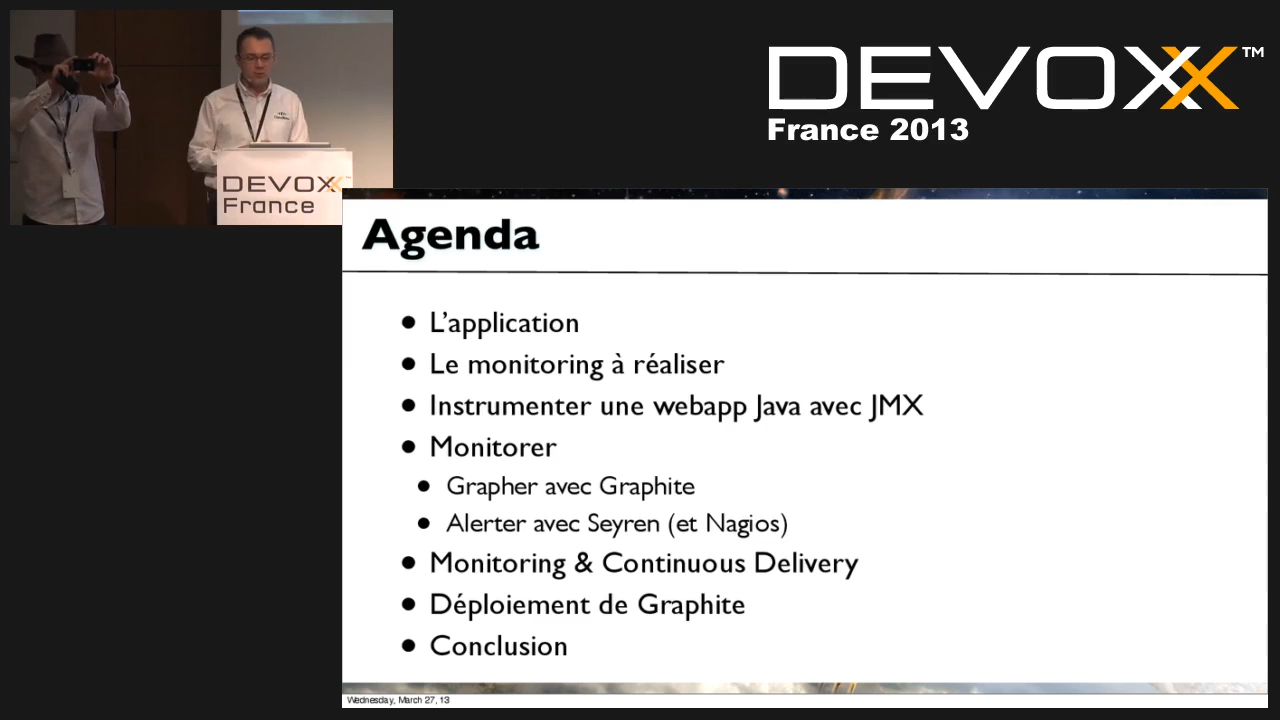 DEVOXX™
France 2013
DEVOXX™
France
Agenda
• L'application
• Le monitoring à réaliser
• Instrumenter une webapp Java avec JMX
• Monitorer
• Grapher avec Graphite
• Alerter avec Seyren (et Nagios)
• Monitoring & Continuous Delivery
• Déploiement de Graphite
• Conclusion
Wednesday, March 27, 13